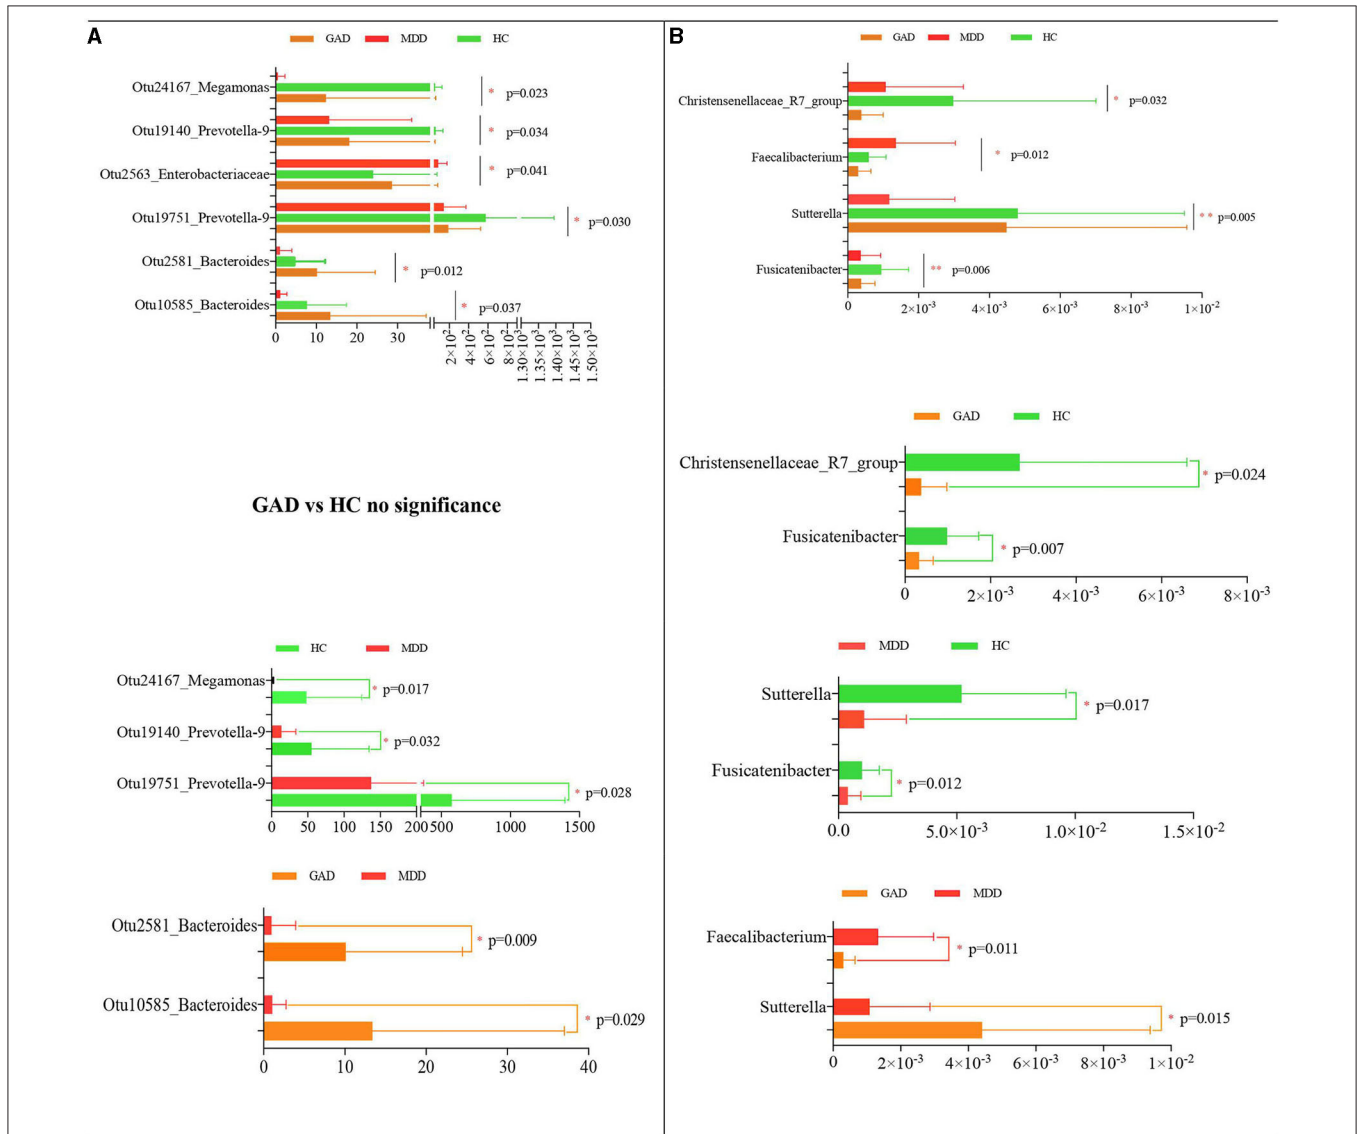 A
GAD MDD HC
Otu24167_Megamonas
* p=0.023
Otu19140_Prevotella-9
* p=0.034
Otu2563_Enterobacteriaceae
* p=0.041
Otu19751_Prevotella-9
* p=0.030
Otu2581_Bacteroides
* p=0.012
Otu10585_Bacteroides
* p=0.037
0 10 20 30
2×10²
4×10²
6×10²
8×10²
1.30×10³
1.35×10³
1.40×10³
1.45×10³
1.50×10³
GAD vs HC no significance
HC MDD
Otu24167_Megamonas
* p=0.017
Otu19140_Prevotella-9
* p=0.032
Otu19751_Prevotella-9
* p=0.028
0 50 100 150 200 500 1000 1500
GAD MDD
Otu2581_Bacteroides
* p=0.009
Otu10585_Bacteroides
* p=0.029
0 10 20 30 40
B
GAD MDD HC
Christensenellaceae_R7_group
* p=0.032
Faecalibacterium
* p=0.012
Sutterella
** p=0.005
Fusicatenibacter
** p=0.006
0 2×10⁻³ 4×10⁻³ 6×10⁻³ 8×10⁻³ 1×10⁻²
GAD HC
Christensenellaceae_R7_group
* p=0.024
Fusicatenibacter
* p=0.007
0 2×10⁻³ 4×10⁻³ 6×10⁻³ 8×10⁻³
MDD HC
Sutterella
* p=0.017
Fusicatenibacter
* p=0.012
0.0 5.0×10⁻³ 1.0×10⁻² 1.5×10⁻²
GAD MDD
Faecalibacterium
* p=0.011
Sutterella
* p=0.015
0 2×10⁻³ 4×10⁻³ 6×10⁻³ 8×10⁻³ 1×10⁻²